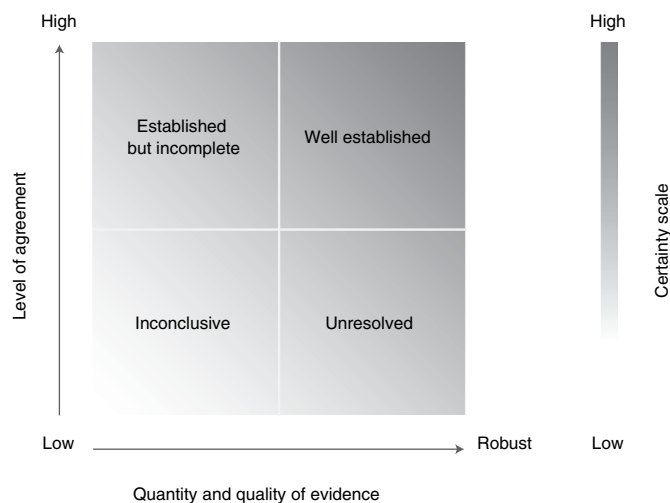 High
High
Established
but incomplete
Well established
Level of agreement
Certainty scale
Inconclusive
Unresolved
Low
Robust
Low
Quantity and quality of evidence